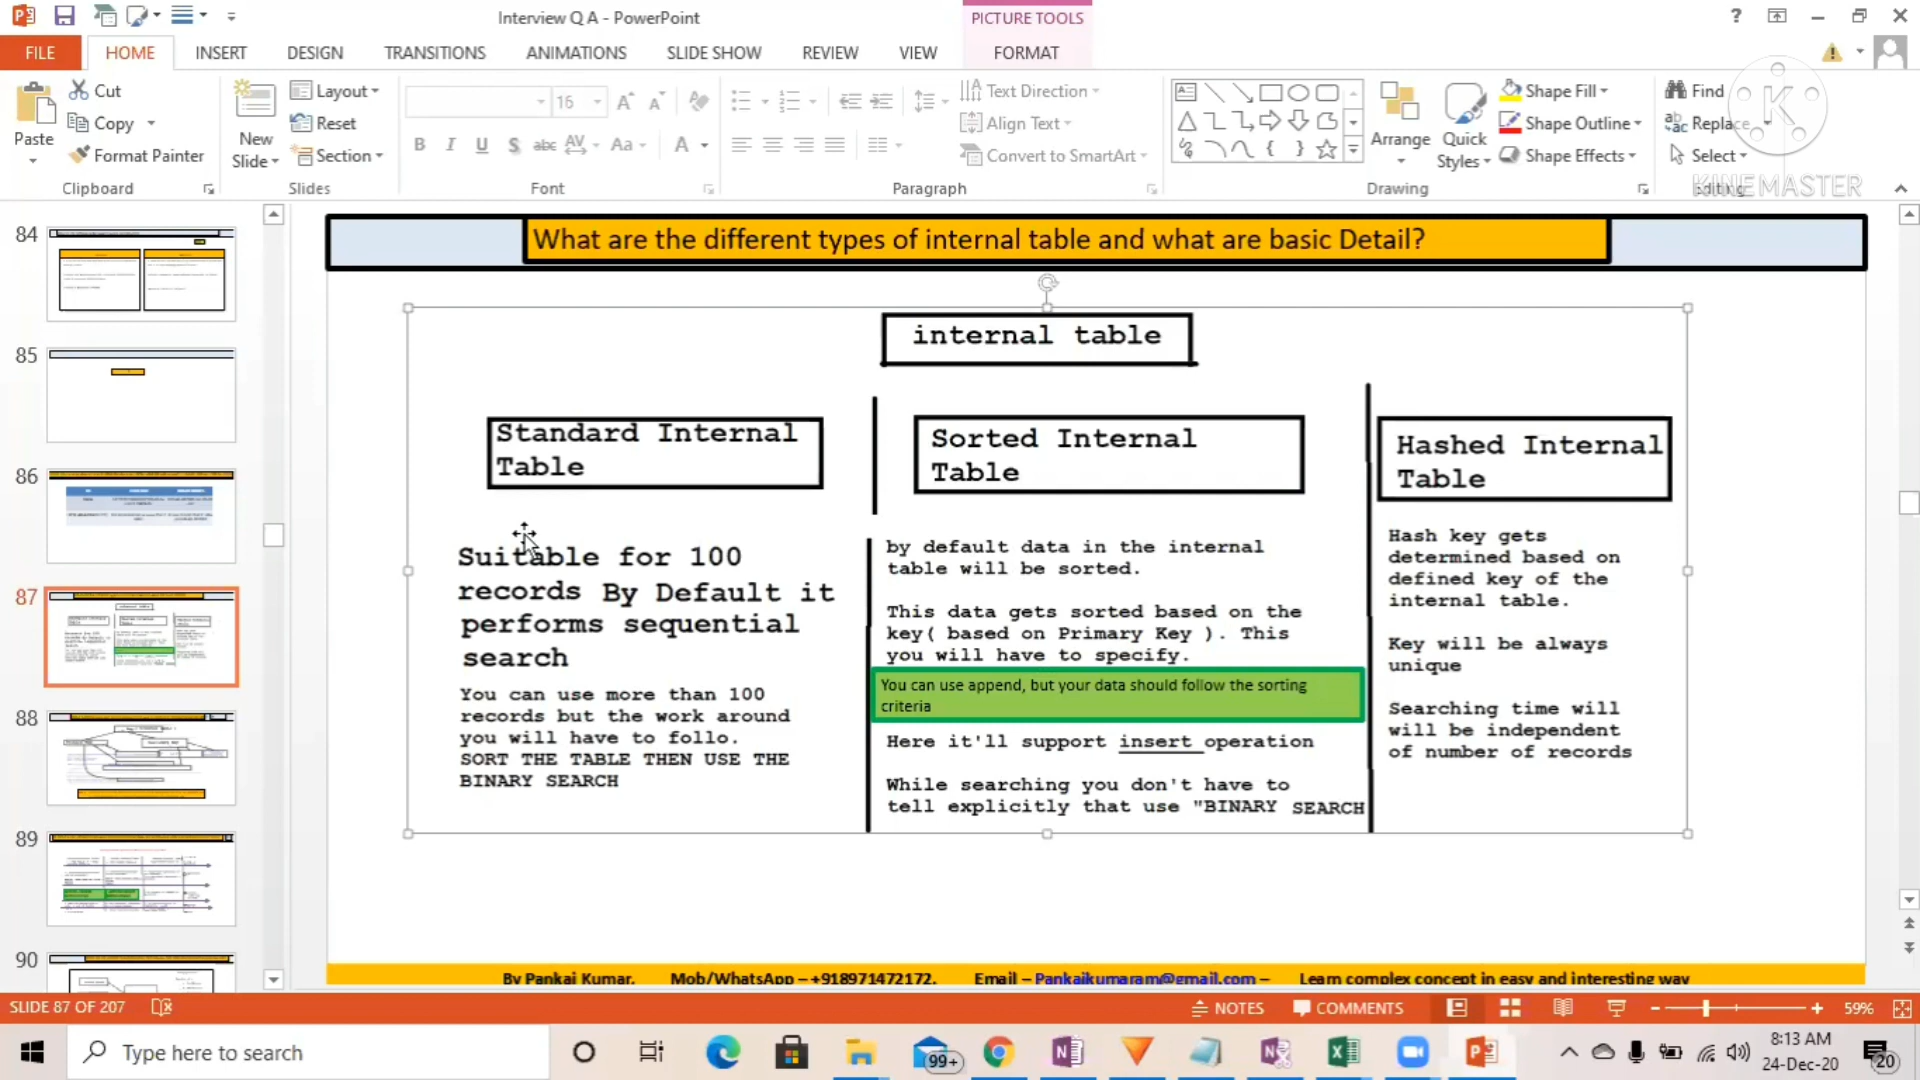 Interview Q A - PowerPoint
PICTURE TOOLS
FILE
HOME
INSERT
DESIGN
TRANSITIONS
ANIMATIONS
SLIDE SHOW
REVIEW
VIEW
FORMAT
Paste
Cut
Copy
Format Painter
Clipboard
New
Slide
Layout
Reset
Section
Slides
16
Font
Text Direction
Align Text
Convert to SmartArt
Paragraph
Arrange
Quick
Styles
Shape Fill
Shape Outline
Shape Effects
Drawing
Find
Replace
Select
Editing
KINEMASTER
84
85
86
87
88
89
90
What are the different types of internal table and what are basic Detail?
internal table
Standard Internal
Table
Suitable for 100
records By Default it
performs sequential
search
You can use more than 100
records but the work around
you will have to follo.
SORT THE TABLE THEN USE THE
BINARY SEARCH
Sorted Internal
Table
by default data in the internal
table will be sorted.
This data gets sorted based on the
key( based on Primary Key ). This
you will have to specify.
You can use append, but your data should follow the sorting
criteria
Here it'll support insert operation
While searching you don't have to
tell explicitly that use "BINARY SEARCH
Hashed Internal
Table
Hash key gets
determined based on
defined key of the
internal table.
Key will be always
unique
Searching time will
will be independent
of number of records
By Pankaj Kumar, Mob/WhatsApp – +918971472172, Email – Pankajkumaram@gmail.com – Learn complex concept in easy and interesting way
SLIDE 87 OF 207
NOTES
COMMENTS
59%
Type here to search
99+
8:13 AM
24-Dec-20
20